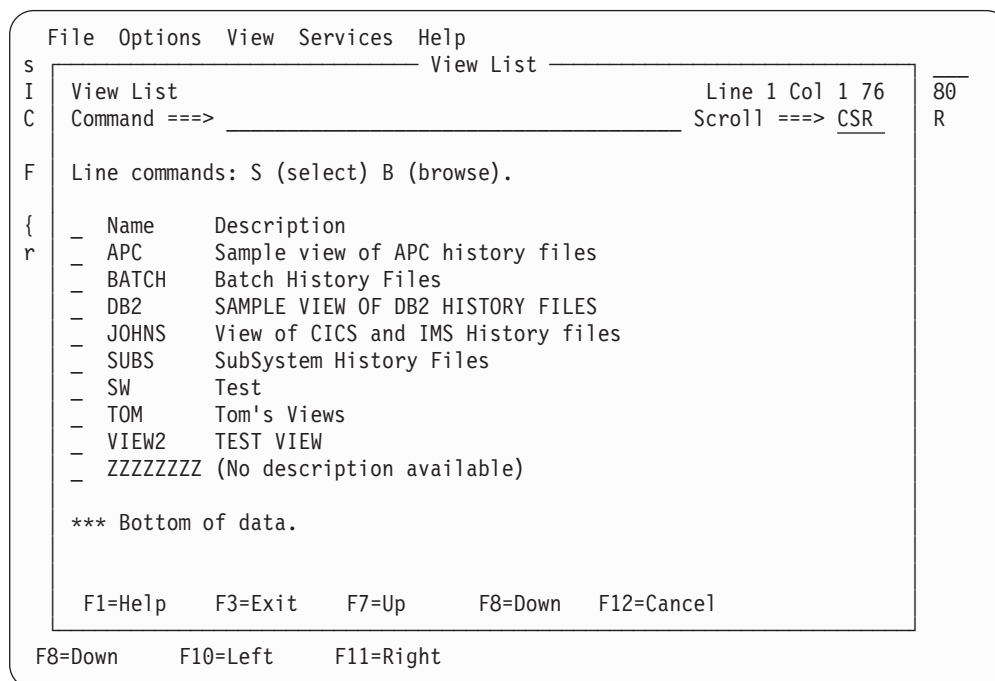 File Options View Services Help
s View List ___
I View List Line 1 Col 1 76 80
C Command ===> ______________________________________ Scroll ===> CSR R
F Line commands: S (select) B (browse).
{ _ Name Description
r _ APC Sample view of APC history files
_ BATCH Batch History Files
_ DB2 SAMPLE VIEW OF DB2 HISTORY FILES
_ JOHNS View of CICS and IMS History files
_ SUBS SubSystem History Files
_ SW Test
_ TOM Tom's Views
_ VIEW2 TEST VIEW
_ ZZZZZZZZ (No description available)
*** Bottom of data.
F1=Help F3=Exit F7=Up F8=Down F12=Cancel
F8=Down F10=Left F11=Right